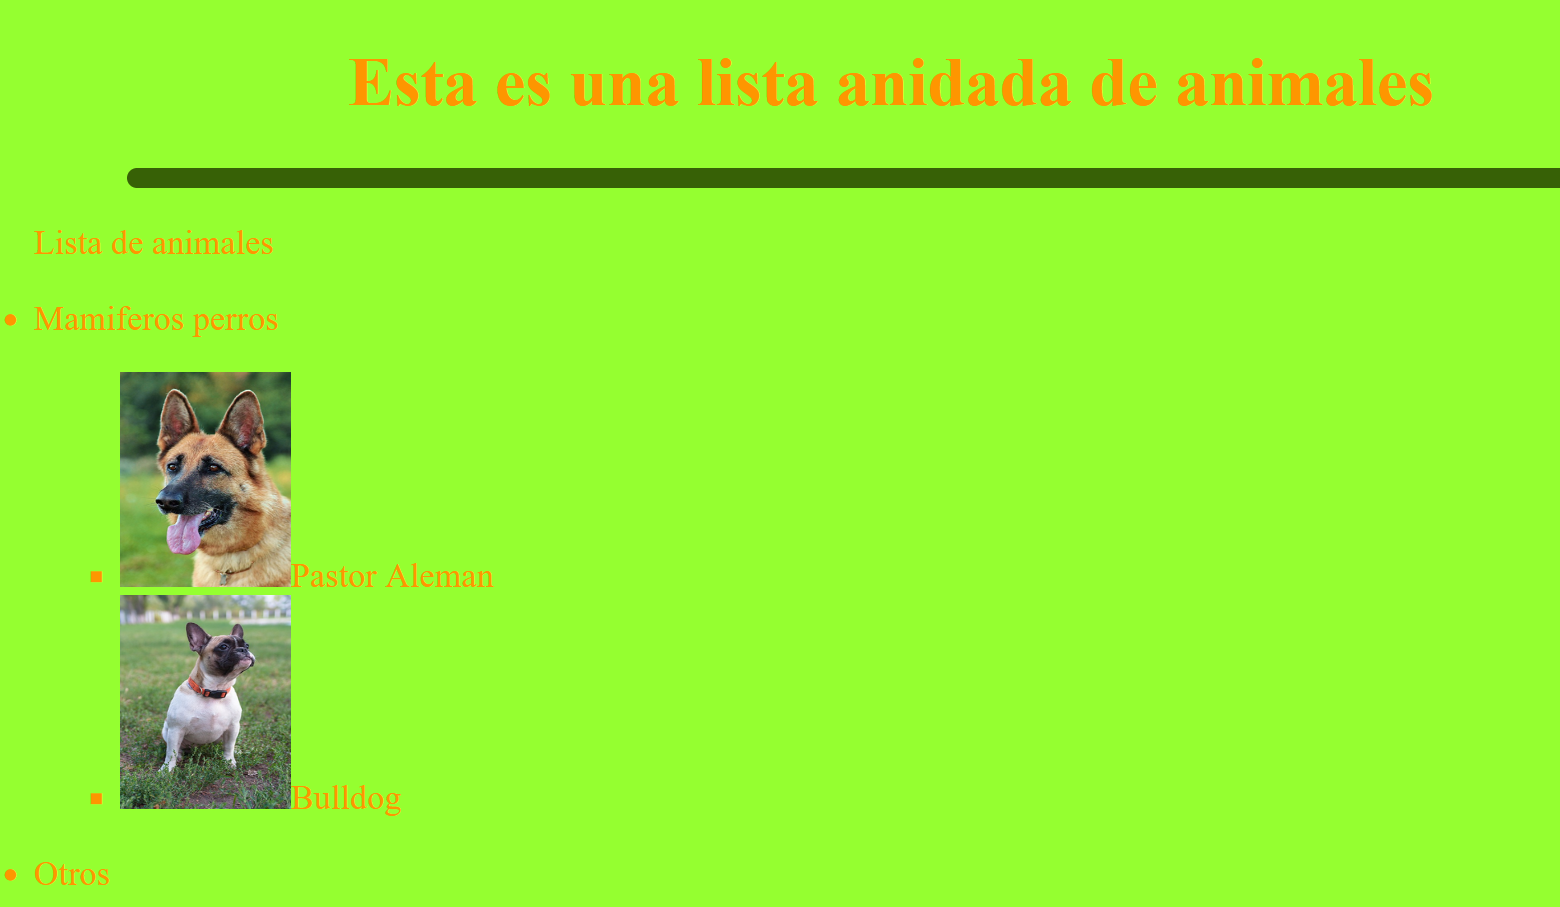 Esta es una lista anidada de animales
Lista de animales
Mamiferos perros
Pastor Aleman
Bulldog
Otros